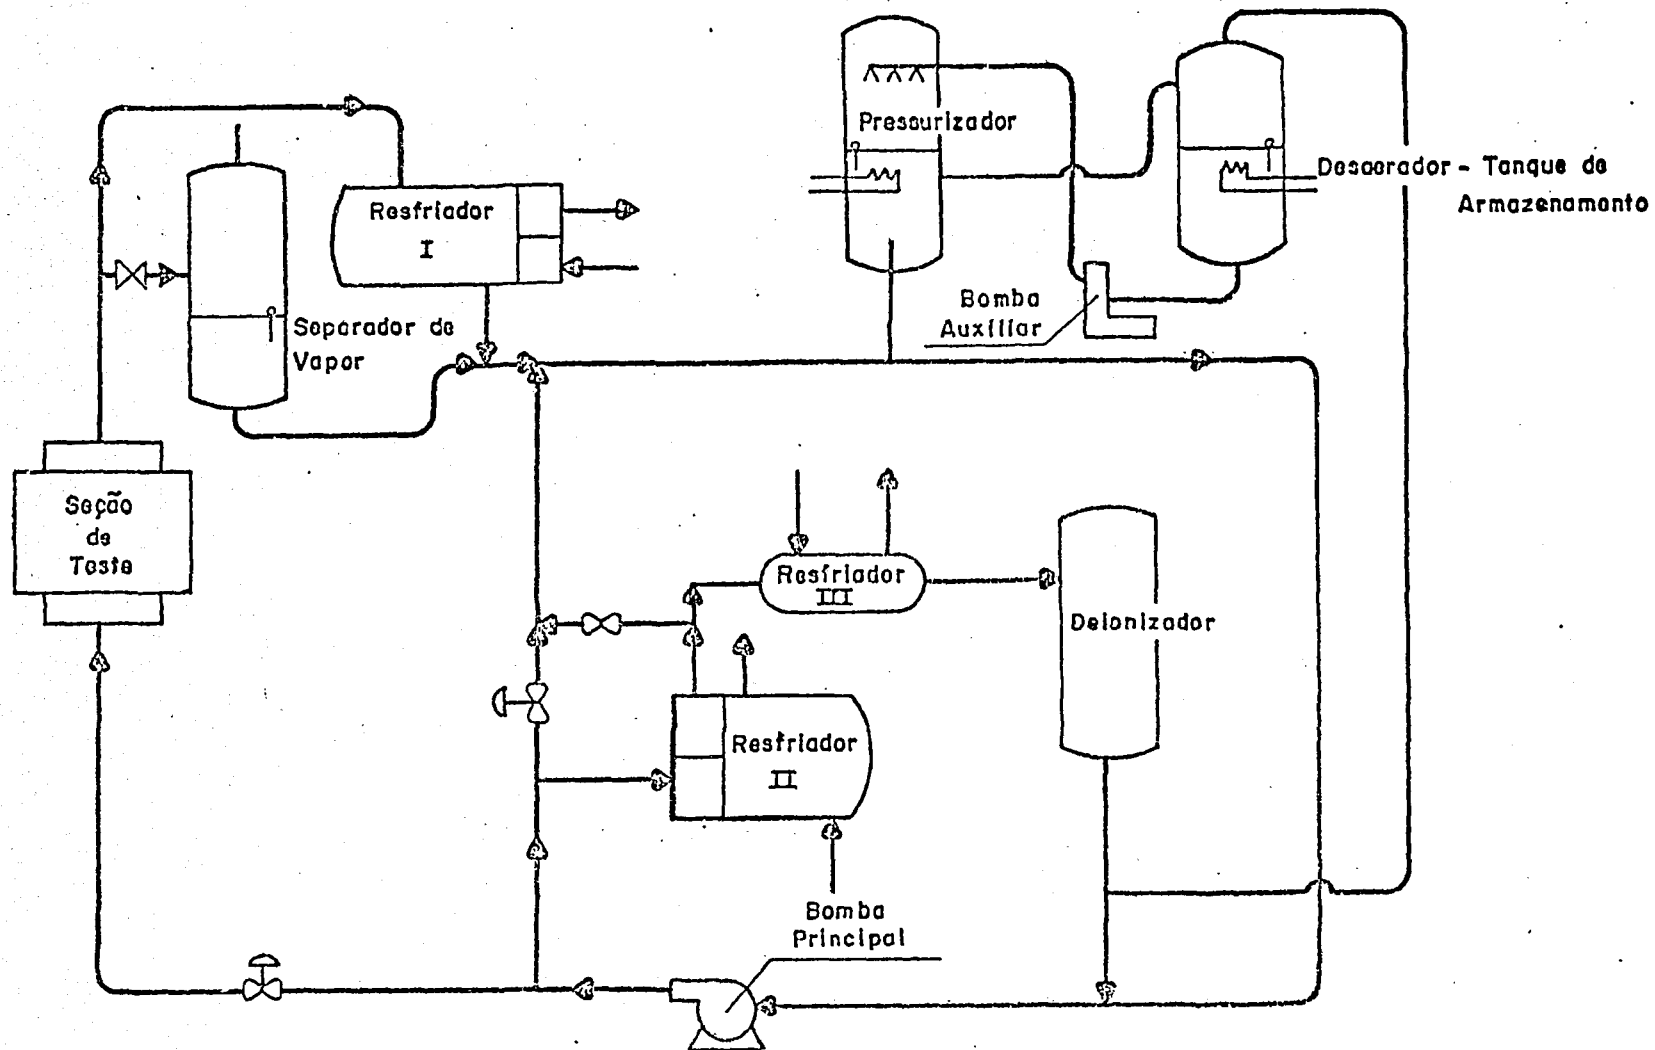 Pressurizador
Desaerador - Tanque de
Armazenamento
Resfriador
I
Bomba
Auxiliar
Separador de
Vapor
Seção
de
Teste
Resfriador
III
Deionizador
Resfriador
II
Bomba
Principal